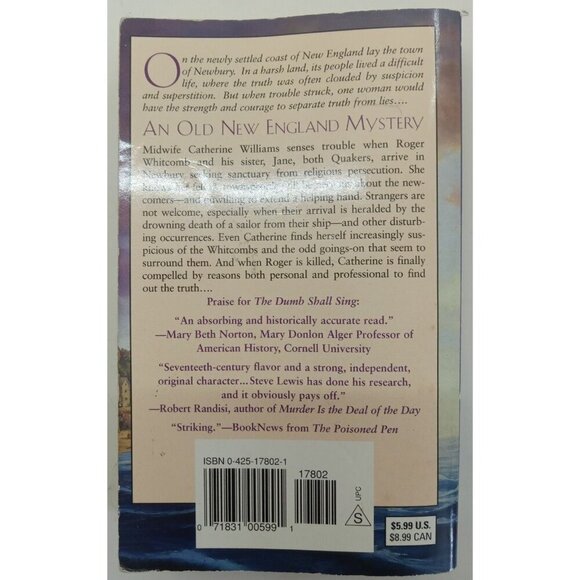 On the newly settled coast of New England lay the town
of Newbury. In a harsh land, its people lived a difficult
life, where the truth was often clouded by suspicion
and superstition. But when trouble struck, one woman would
have the strength and courage to separate truth from lies....
AN OLD NEW ENGLAND MYSTERY
Midwife Catherine Williams senses trouble when Roger
Whitcomb and his sister, Jane, both Quakers, arrive in
Newbury seeking sanctuary from religious persecution. She
about the new-
comers—and unwilling to extend a helping hand. Strangers are
not welcome, especially when their arrival is heralded by the
drowning death of a sailor from their ship—and other disturb-
ing occurrences. Even Catherine finds herself increasingly sus-
picious of the Whitcombs and the odd goings-on that seem to
surround them. And when Roger is killed, Catherine is finally
compelled by reasons both personal and professional to find
out the truth....
Praise for The Dumb Shall Sing:
"An absorbing and historically accurate read."
—Mary Beth Norton, Mary Donlon Alger Professor of
American History, Cornell University
"Seventeenth-century flavor and a strong, independent,
original character...Steve Lewis has done his research,
and it obviously pays off."
—Robert Randisi, author of Murder Is the Deal of the Day
"Striking."—BookNews from The Poisoned Pen
ISBN 0-425-17802-1
17802
0 71831 00599 1
UPC
S
$5.99 U.S.
$8.99 CAN